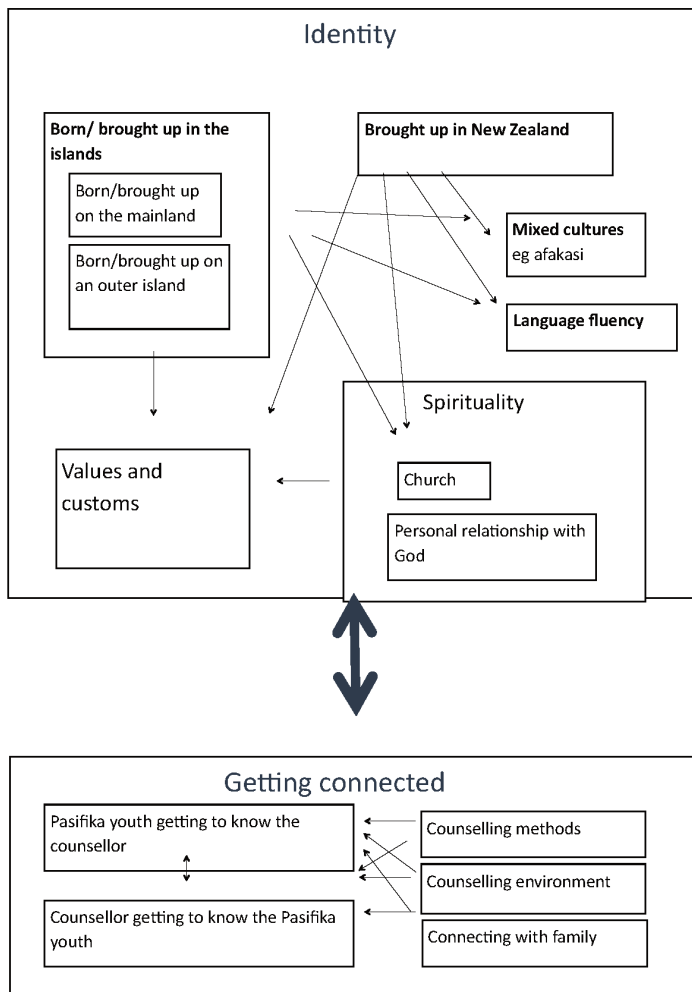 Identity
Born/ brought up in the
islands
Born/brought up
on the mainland
Born/brought up on
an outer island
Brought up in New Zealand
Mixed cultures
eg afakasi
Language fluency
Values and
customs
Spirituality
Church
Personal relationship with
God
Getting connected
Pasifika youth getting to know the
counsellor
Counsellor getting to know the Pasifika
youth
Counselling methods
Counselling environment
Connecting with family